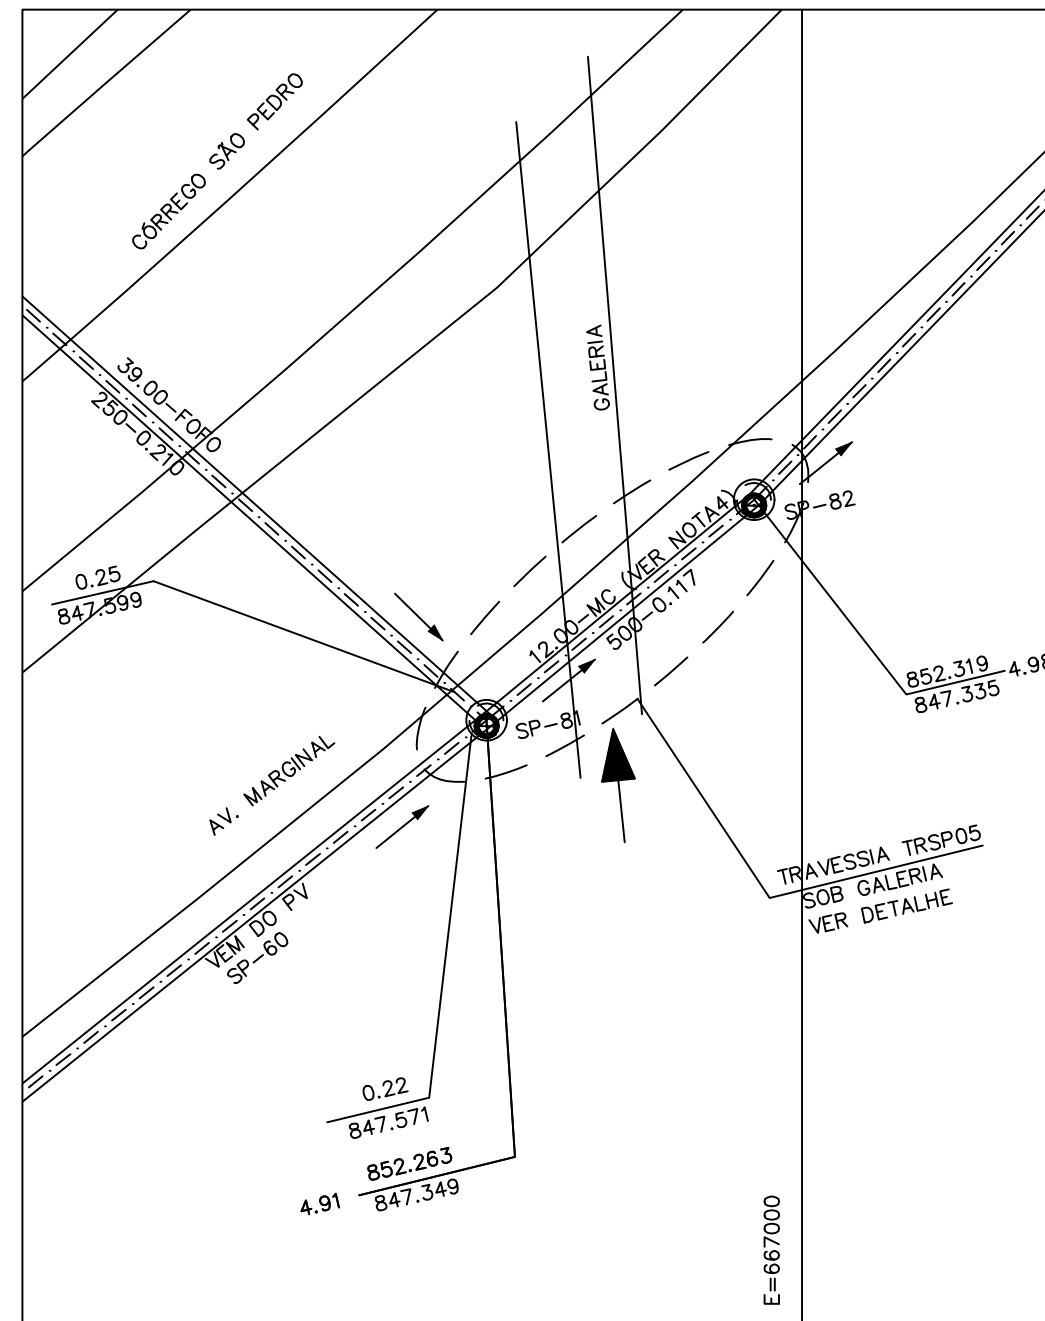 CÓRREGO SÃO PEDRO
GALERIA
39.00-FOFO
250-0.210
0.25
847.599
12.00-MC (VER NOTA4)
500-0.117
SP-82
SP-81
852.319
4.98
847.335
AV. MARGINAL
TRAVESSIA TRSP05
SOB GALERIA
VER DETALHE
VEM DO PV
SP-60
0.22
847.571
852.263
4.91
847.349
E=667000